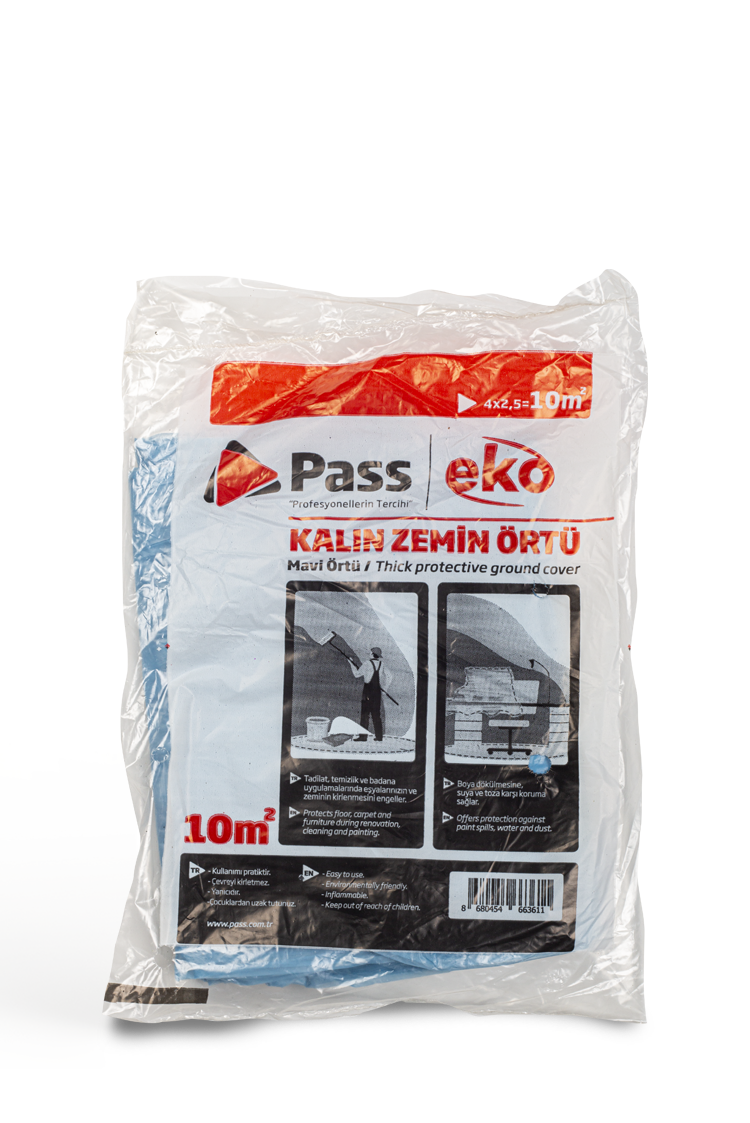 4x2,5=10m²
Pass
eko
"Profesyonellerin Tercihi"
KALIN ZEMİN ÖRTÜ
Mavi Örtü / Thick protective ground cover
TR
Tadilat, temizlik ve badana
uygulamalarında eşyalarınızın ve
zeminin kirlenmesini engeller.
EN
Protects floor, carpet and
furniture during renovation,
cleaning and painting.
TR
Boya dökülmesine,
suya ve toza karşı koruma
sağlar.
EN
Offers protection against
paint spills, water and dust.
10m²
TR
- Kullanımı pratiktir.
- Çevreyi kirletmez.
- Yanıcıdır.
-Çocuklardan uzak tutunuz.
www.pass.com.tr
EN
- Easy to use.
- Environmentally friendly.
- Inflammable.
- Keep out of reach of children.
8 680454 663611